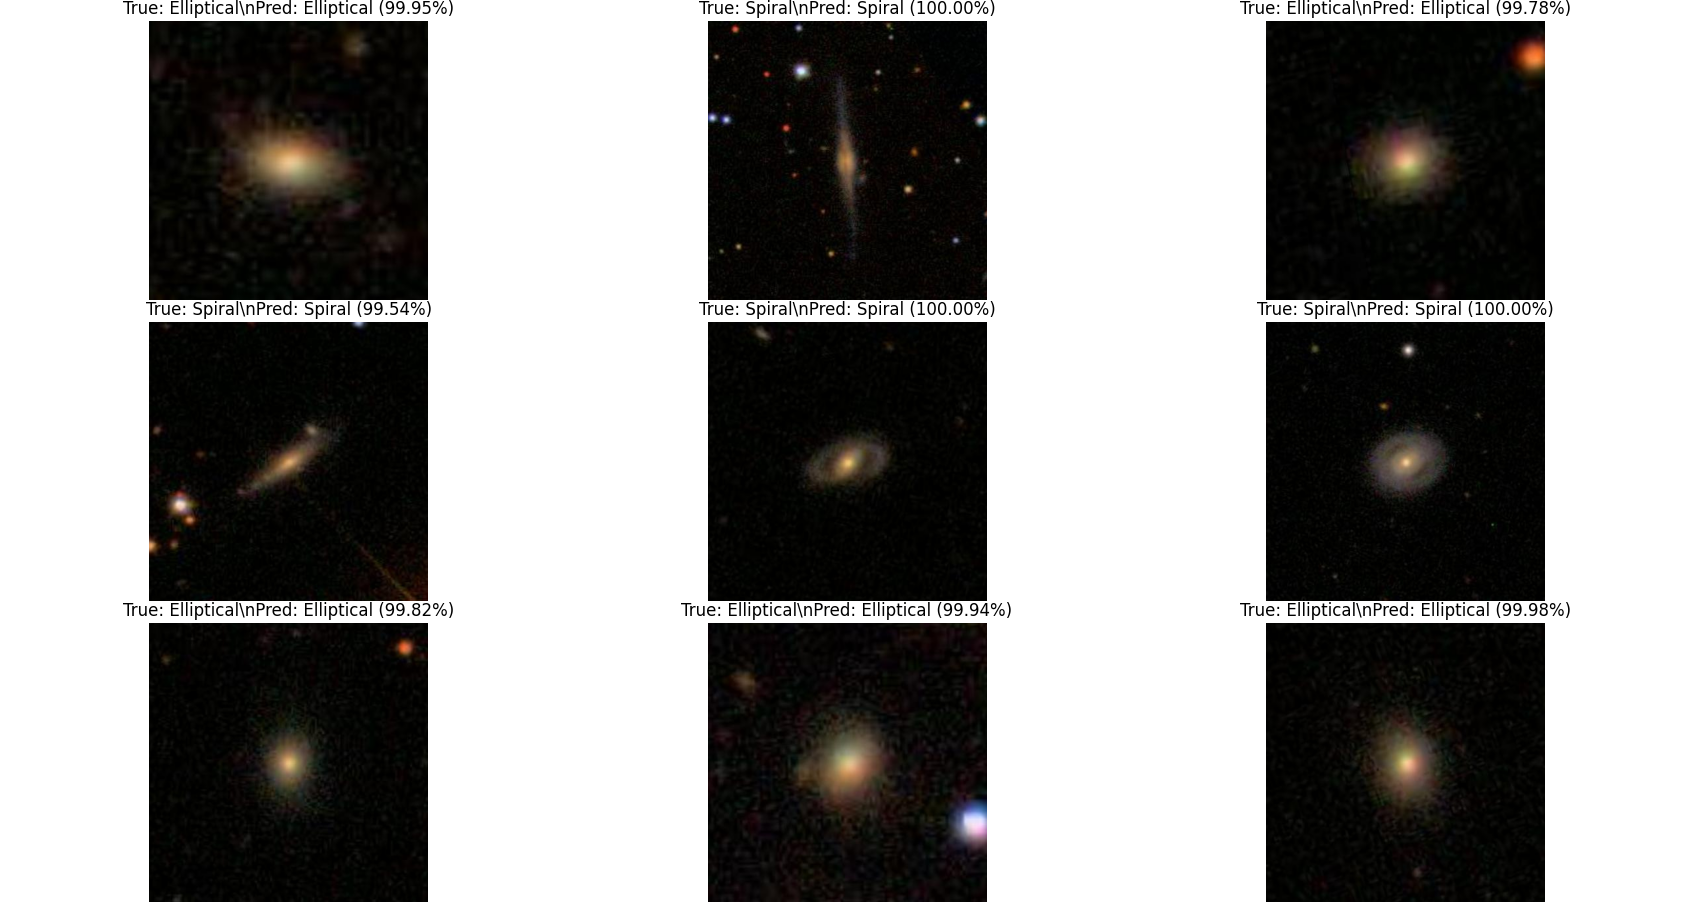 True: Elliptical\nPred: Elliptical (99.95%)
True: Spiral\nPred: Spiral (100.00%)
True: Elliptical\nPred: Elliptical (99.78%)
True: Spiral\nPred: Spiral (99.54%)
True: Spiral\nPred: Spiral (100.00%)
True: Spiral\nPred: Spiral (100.00%)
True: Elliptical\nPred: Elliptical (99.82%)
True: Elliptical\nPred: Elliptical (99.94%)
True: Elliptical\nPred: Elliptical (99.98%)